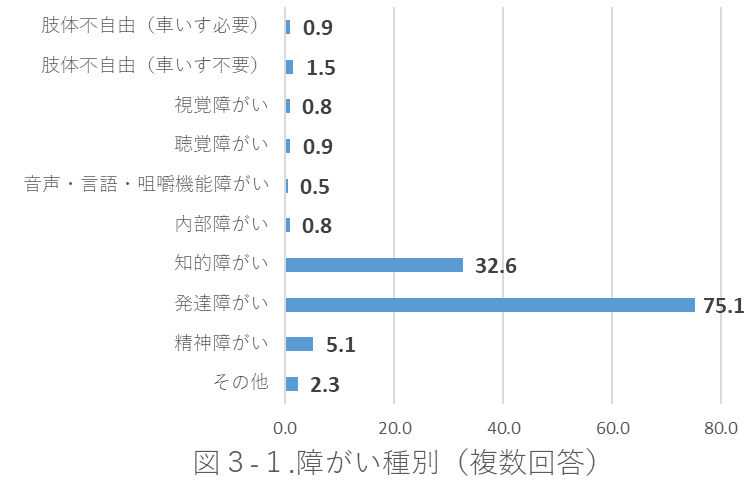 肢体不自由（車いす必要） 0.9
肢体不自由（車いす不要） 1.5
視覚障がい 0.8
聴覚障がい 0.9
音声・言語・咀嚼機能障がい 0.5
内部障がい 0.8
知的障がい 32.6
発達障がい 75.1
精神障がい 5.1
その他 2.3
0.0 20.0 40.0 60.0 80.0
図３-１.障がい種別（複数回答）